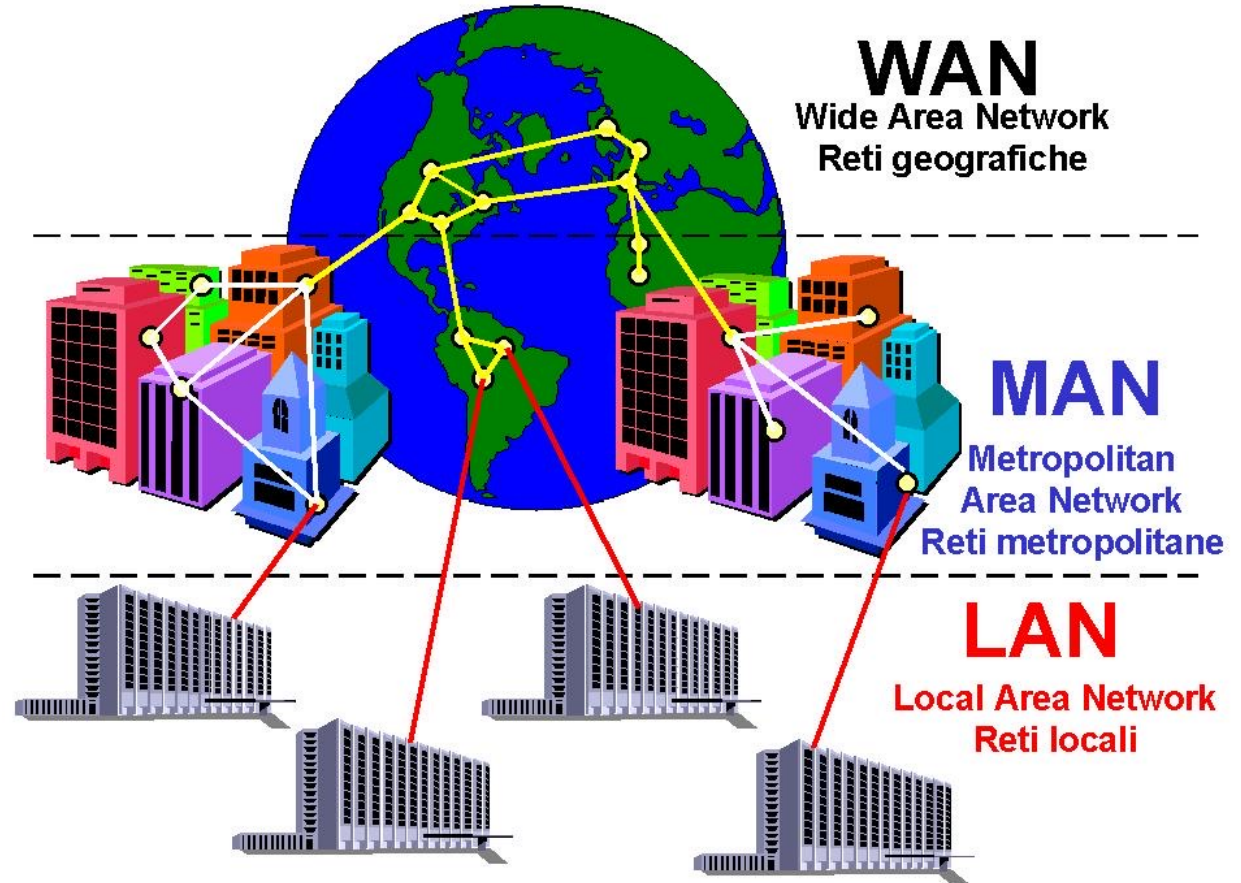 WAN
Wide Area Network
Reti geografiche
MAN
Metropolitan
Area Network
Reti metropolitane
LAN
Local Area Network
Reti locali